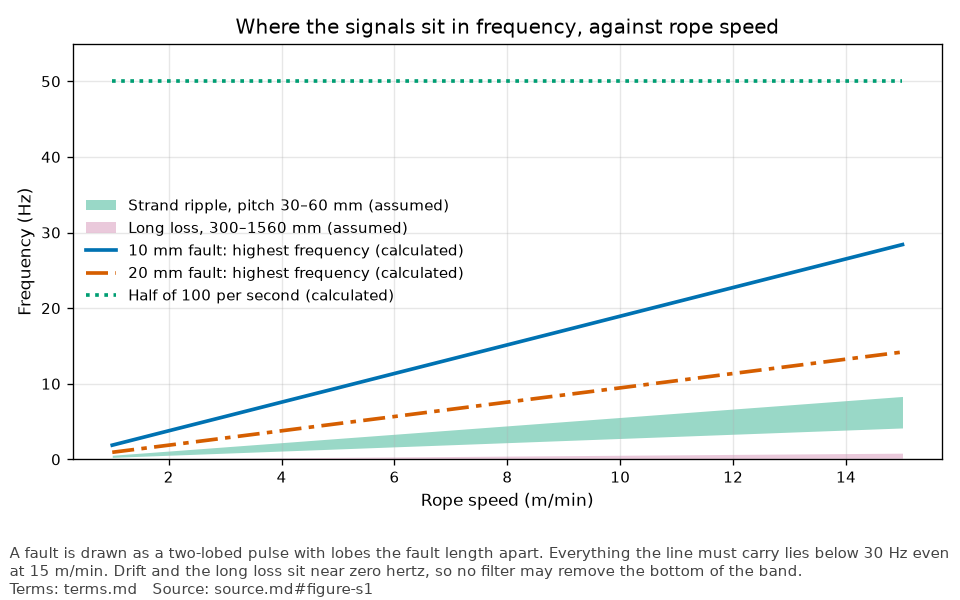 Where the signals sit in frequency, against rope speed
Frequency (Hz)
50
40
30
20
10
0
Strand ripple, pitch 30–60 mm (assumed)
Long loss, 300–1560 mm (assumed)
10 mm fault: highest frequency (calculated)
20 mm fault: highest frequency (calculated)
Half of 100 per second (calculated)
2 4 6 8 10 12 14
Rope speed (m/min)
A fault is drawn as a two-lobed pulse with lobes the fault length apart. Everything the line must carry lies below 30 Hz even
at 15 m/min. Drift and the long loss sit near zero hertz, so no filter may remove the bottom of the band.
Terms: terms.md   Source: source.md#figure-s1